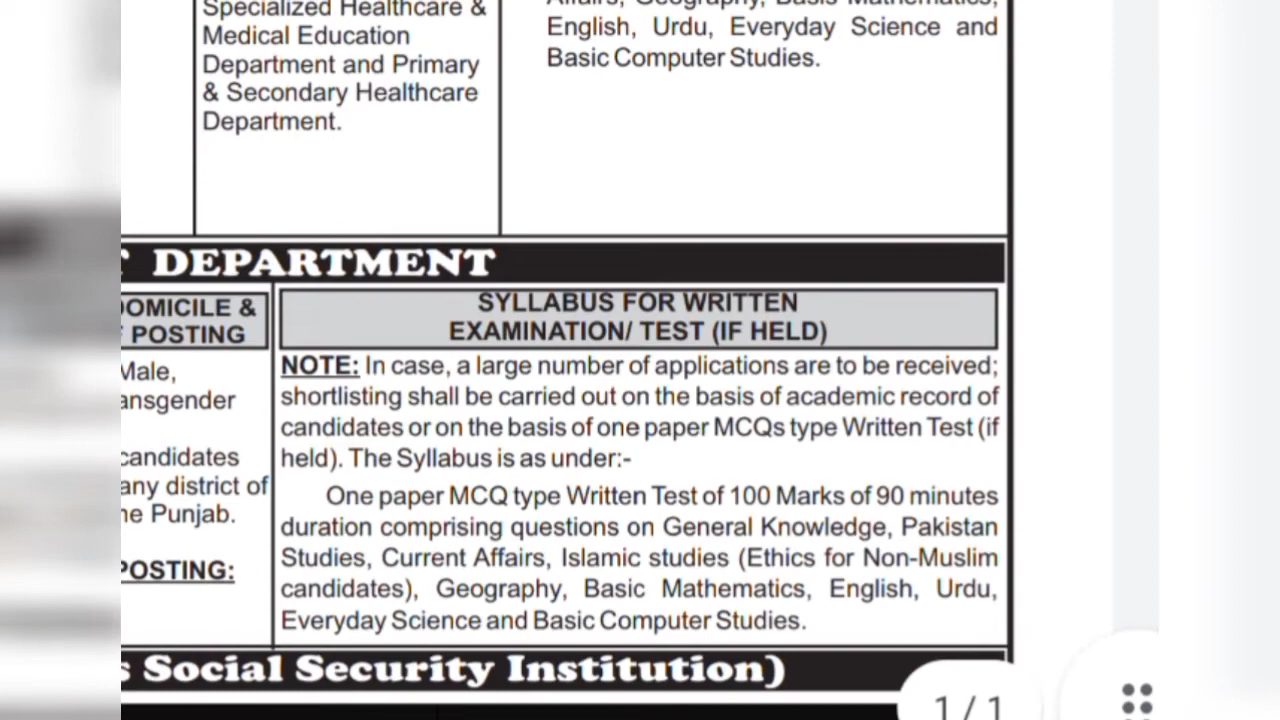 Specialized Healthcare &
Medical Education
Department and Primary
& Secondary Healthcare
Department.
Affairs, Geography, Basic Mathematics,
English, Urdu, Everyday Science and
Basic Computer Studies.
DEPARTMENT
OMICILE &
POSTING
Male,
ansgender
candidates
any district of
he Punjab.
POSTING:
SYLLABUS FOR WRITTEN
EXAMINATION/ TEST (IF HELD)
NOTE: In case, a large number of applications are to be received;
shortlisting shall be carried out on the basis of academic record of
candidates or on the basis of one paper MCQs type Written Test (if
held). The Syllabus is as under:-
One paper MCQ type Written Test of 100 Marks of 90 minutes
duration comprising questions on General Knowledge, Pakistan
Studies, Current Affairs, Islamic studies (Ethics for Non-Muslim
candidates), Geography, Basic Mathematics, English, Urdu,
Everyday Science and Basic Computer Studies.
s Social Security Institution)
1/1